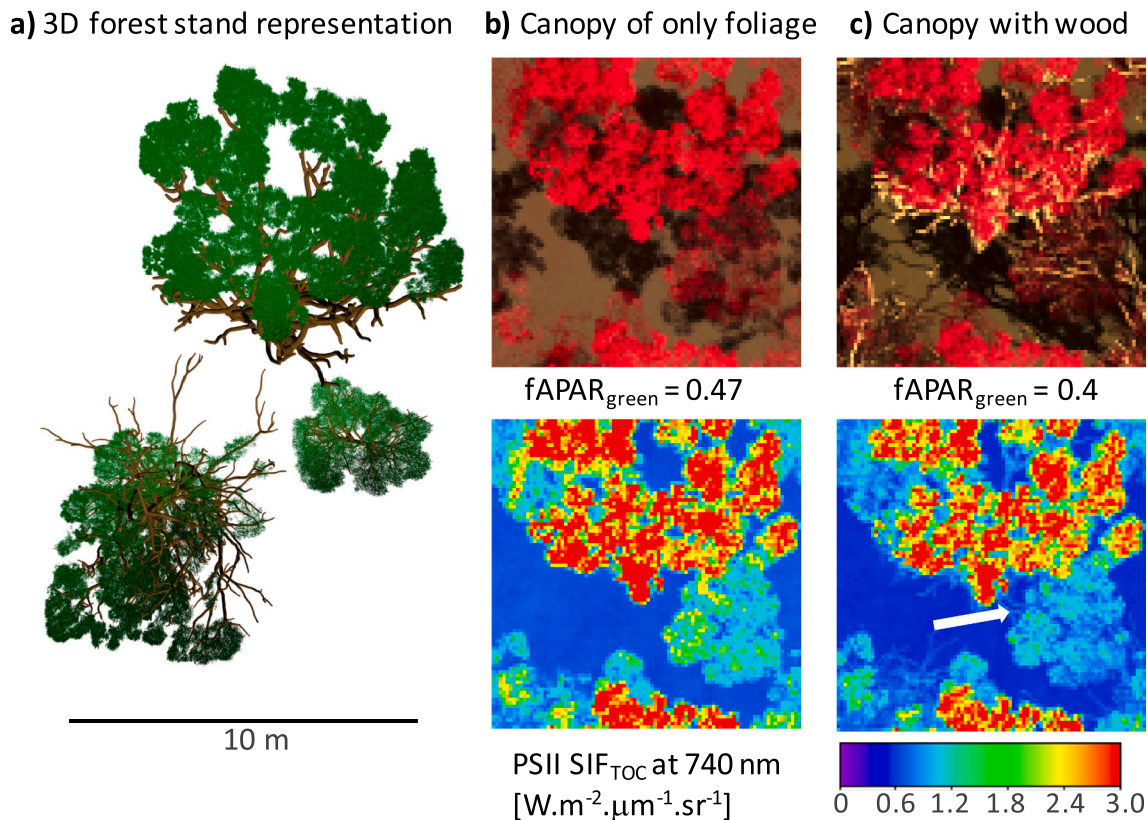 a) 3D forest stand representation
b) Canopy of only foliage
c) Canopy with wood
fAPARgreen = 0.47
fAPARgreen = 0.4
10 m
PSII SIFTOC at 740 nm
[W.m-2.μm-1.sr-1]
0 0.6 1.2 1.8 2.4 3.0